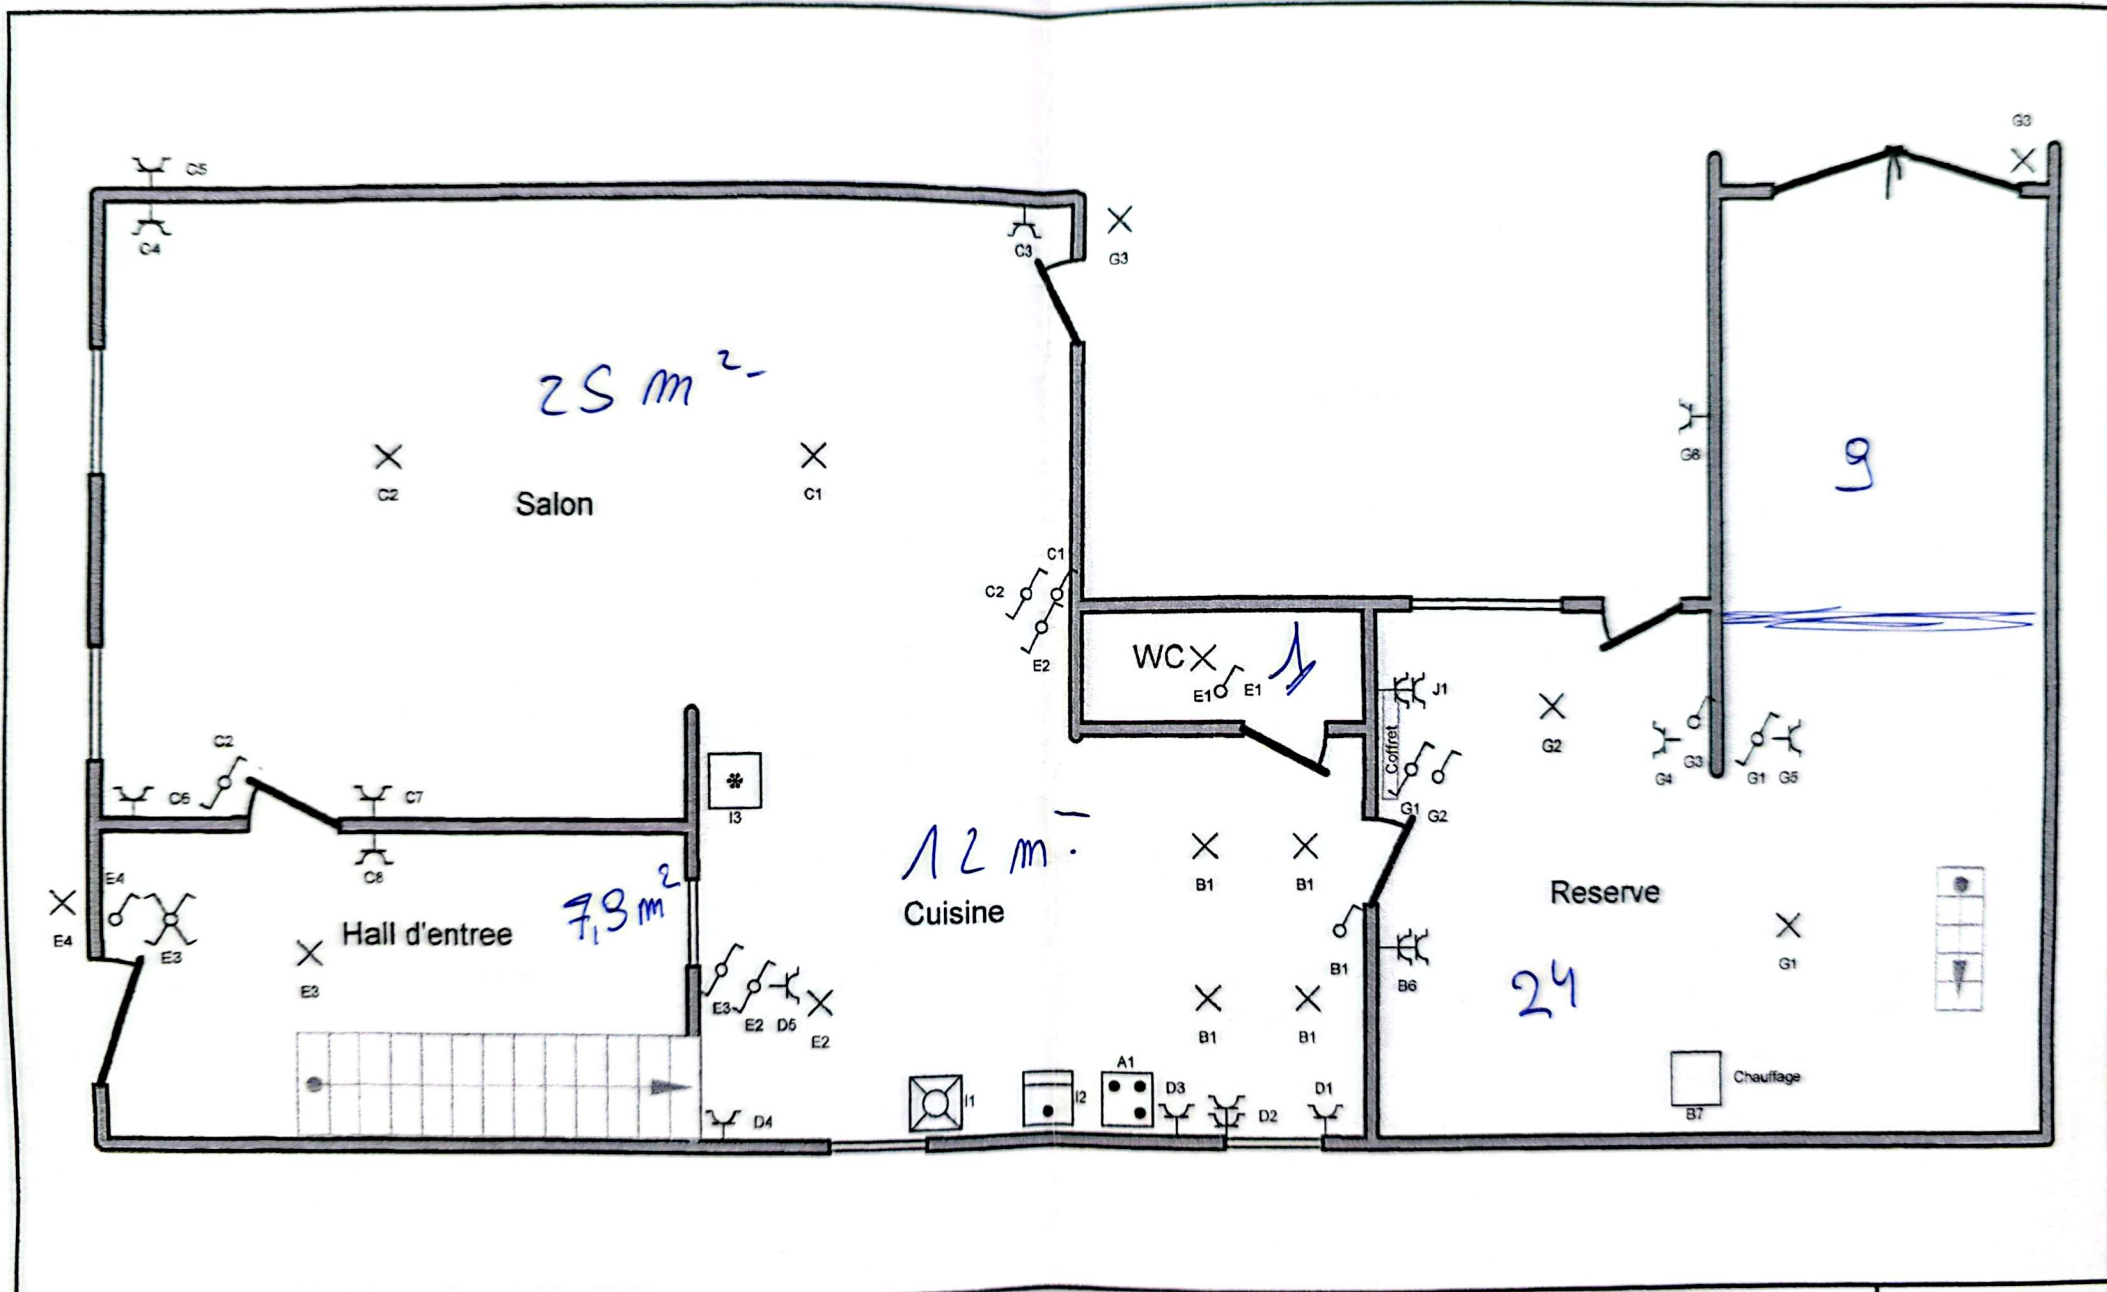 G3
C5
C4
C3
G3
25 m²
G6
9
C2
C1
Salon
C1
C2
E2
WC
1
E1
E1
J1
G2
Coffret
G4
G3
G1
G5
C2
C6
C7
I3
G1
G2
C8
E4
E4
E3
Hall d'entree
7,9 m²
E3
12 m
Cuisine
B1
B1
Reserve
24
G1
B1
B6
E3
E2
D5
E2
B1
B1
I1
I2
A1
D3
D2
D1
D4
Chauffage
B7